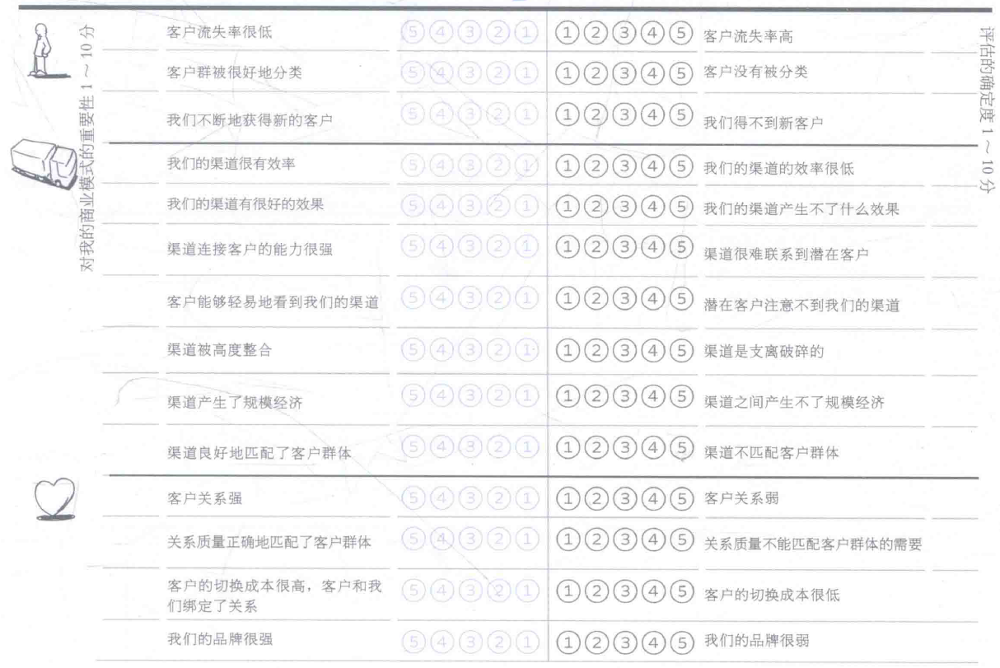 对我的商业模式的重要性 1 ~ 10 分
评估的确定度 1 ~ 10 分
客户流失率很低 ⑤④③②① ①②③④⑤ 客户流失率高
客户群被很好地分类 ⑤④③②① ①②③④⑤ 客户没有被分类
我们不断地获得新的客户 ⑤④③②① ①②③④⑤ 我们得不到新客户
我们的渠道很有效率 ⑤④③②① ①②③④⑤ 我们的渠道的效率很低
我们的渠道有很好的效果 ⑤④③②① ①②③④⑤ 我们的渠道产生不了什么效果
渠道连接客户的能力很强 ⑤④③②① ①②③④⑤ 渠道很难联系到潜在客户
客户能够轻易地看到我们的渠道 ⑤④③②① ①②③④⑤ 潜在客户注意不到我们的渠道
渠道被高度整合 ⑤④③②① ①②③④⑤ 渠道是支离破碎的
渠道产生了规模经济 ⑤④③②① ①②③④⑤ 渠道之间产生不了规模经济
渠道良好地匹配了客户群体 ⑤④③②① ①②③④⑤ 渠道不匹配客户群体
客户关系强 ⑤④③②① ①②③④⑤ 客户关系弱
关系质量正确地匹配了客户群体 ⑤④③②① ①②③④⑤ 关系质量不能匹配客户群体的需要
客户的切换成本很高，客户和我
们绑定了关系 ⑤④③②① ①②③④⑤ 客户的切换成本很低
我们的品牌很强 ⑤④③②① ①②③④⑤ 我们的品牌很弱